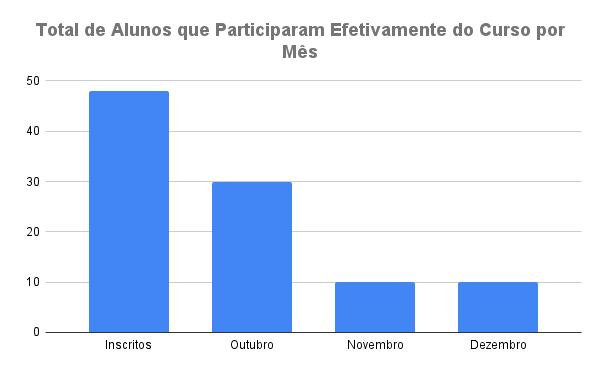 Total de Alunos que Participaram Efetivamente do Curso por
Mês
50
40
30
20
10
0
Inscritos Outubro Novembro Dezembro